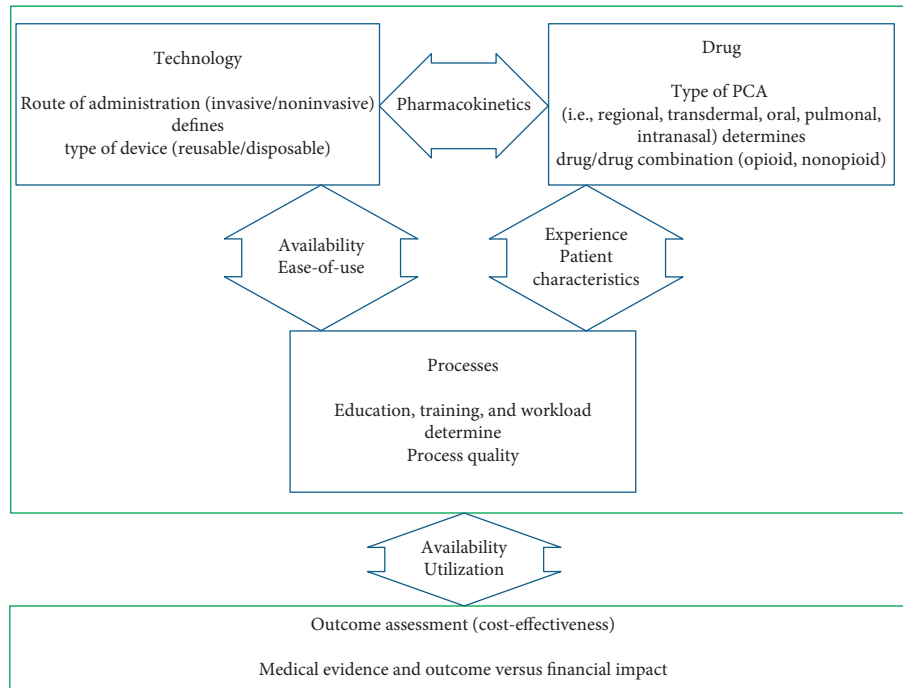 Technology
Route of administration (invasive/noninvasive)
defines
type of device (reusable/disposable)
Pharmacokinetics
Drug
Type of PCA
(i.e., regional, transdermal, oral, pulmonal,
intranasal) determines
drug/drug combination (opioid, nonopioid)
Availability
Ease-of-use
Experience
Patient
characteristics
Processes
Education, training, and workload
determine
Process quality
Availability
Utilization
Outcome assessment (cost-effectiveness)
Medical evidence and outcome versus financial impact